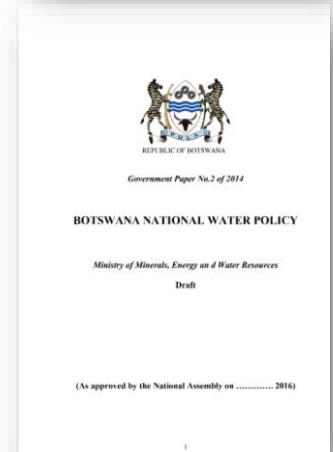 PULA
REPUBLIC OF BOTSWANA
Government Paper No.2 of 2014
BOTSWANA NATIONAL WATER POLICY
Ministry of Minerals, Energy an d Water Resources
Draft
(As approved by the National Assembly on ............. 2016)
1